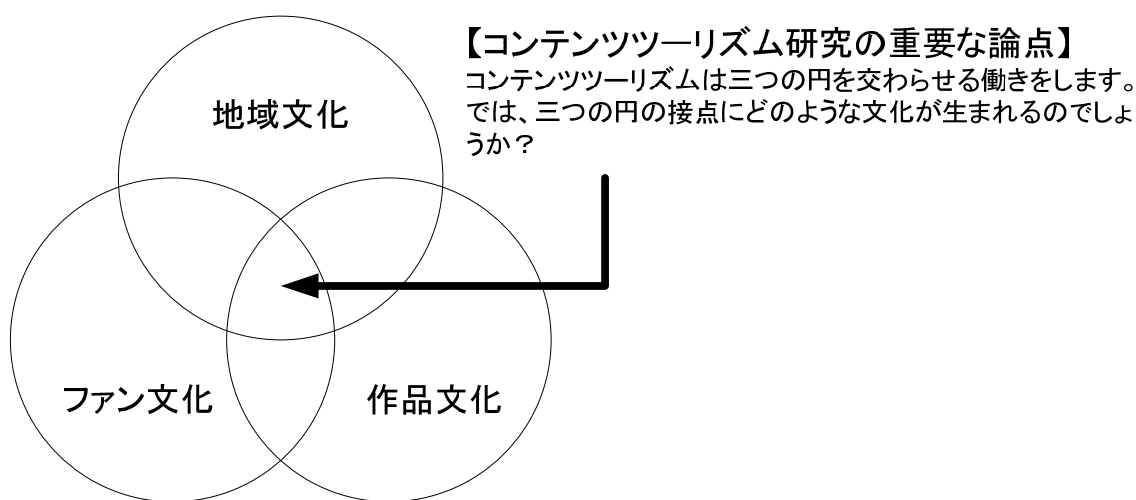 【コンテンツツーリズム研究の重要な論点】
コンテンツツーリズムは三つの円を交わらせる働きをします。
では、三つの円の接点にどのような文化が生まれるのでしょ
うか？
地域文化
ファン文化
作品文化